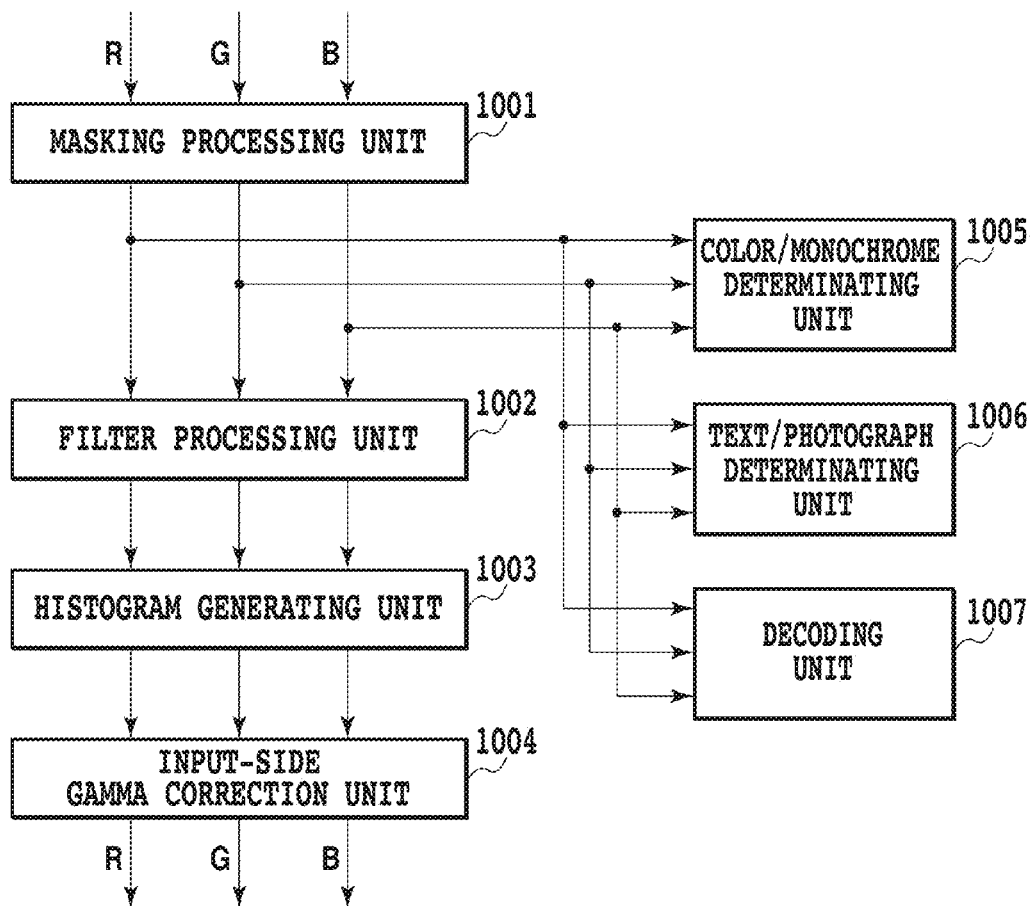 R G B
1001
MASKING PROCESSING UNIT
1005
COLOR/MONOCHROME
DETERMINATING
UNIT
1002
FILTER PROCESSING UNIT
1006
TEXT/PHOTOGRAPH
DETERMINATING
UNIT
1003
HISTOGRAM GENERATING UNIT
1007
DECODING
UNIT
1004
INPUT-SIDE
GAMMA CORRECTION UNIT
R G B